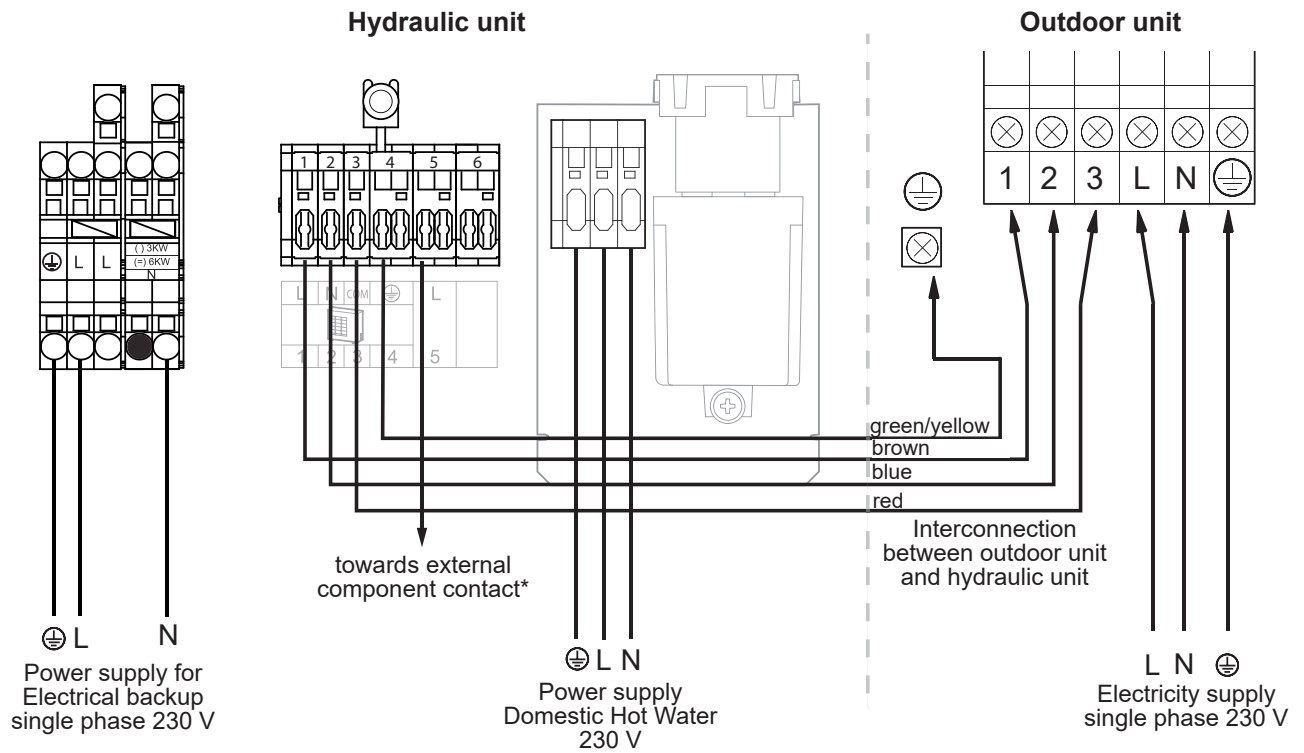 Hydraulic unit
Outdoor unit
1 2 3 4 5 6
1 2 3 L N
L L
( ) 3KW
(=) 6KW
N
L N COM L
1 2 3 4 5
green/yellow
brown
blue
red
Interconnection
between outdoor unit
and hydraulic unit
towards external
component contact*
L N
Power supply for
Electrical backup
single phase 230 V
L N
Power supply
Domestic Hot Water
230 V
L N
Electricity supply
single phase 230 V